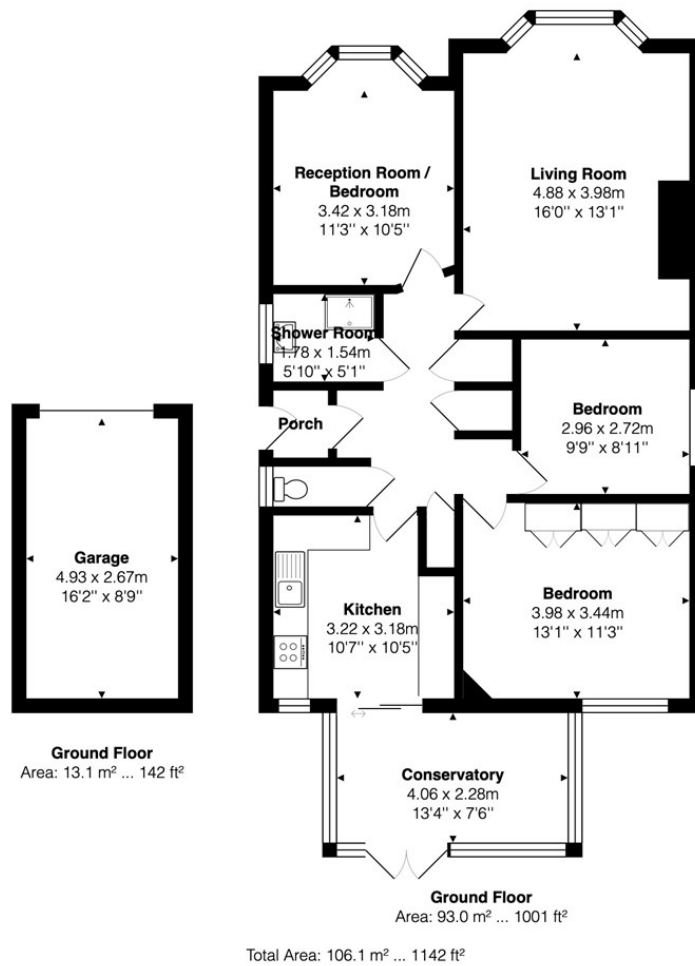 Reception Room /
Bedroom
3.42 x 3.18m
11'3'' x 10'5''
Living Room
4.88 x 3.98m
16'0'' x 13'1''
Shower Room
1.78 x 1.54m
5'10'' x 5'1''
Porch
Bedroom
2.96 x 2.72m
9'9'' x 8'11''
Garage
4.93 x 2.67m
16'2'' x 8'9''
Kitchen
3.22 x 3.18m
10'7'' x 10'5''
Bedroom
3.98 x 3.44m
13'1'' x 11'3''
Ground Floor
Area: 13.1 m² ... 142 ft²
Conservatory
4.06 x 2.28m
13'4'' x 7'6''
Ground Floor
Area: 93.0 m² ... 1001 ft²
Total Area: 106.1 m² ... 1142 ft²